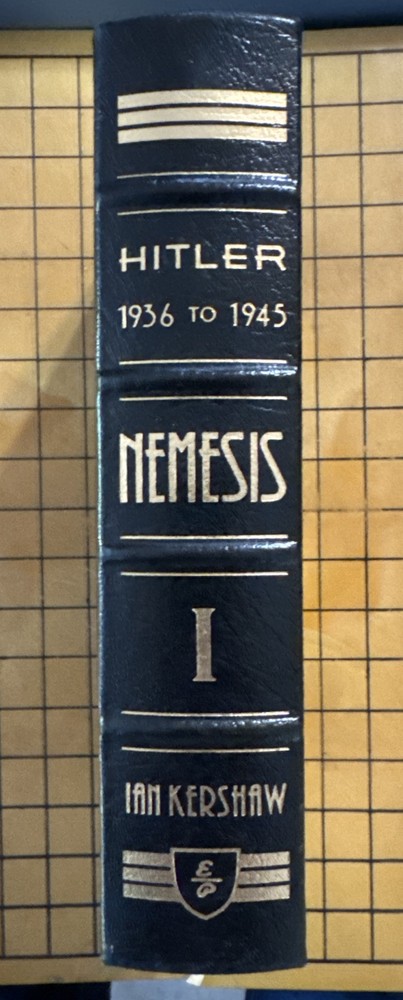 HITLER
1936 TO 1945
NEMESIS
I
IAN KERSHAW
E
P